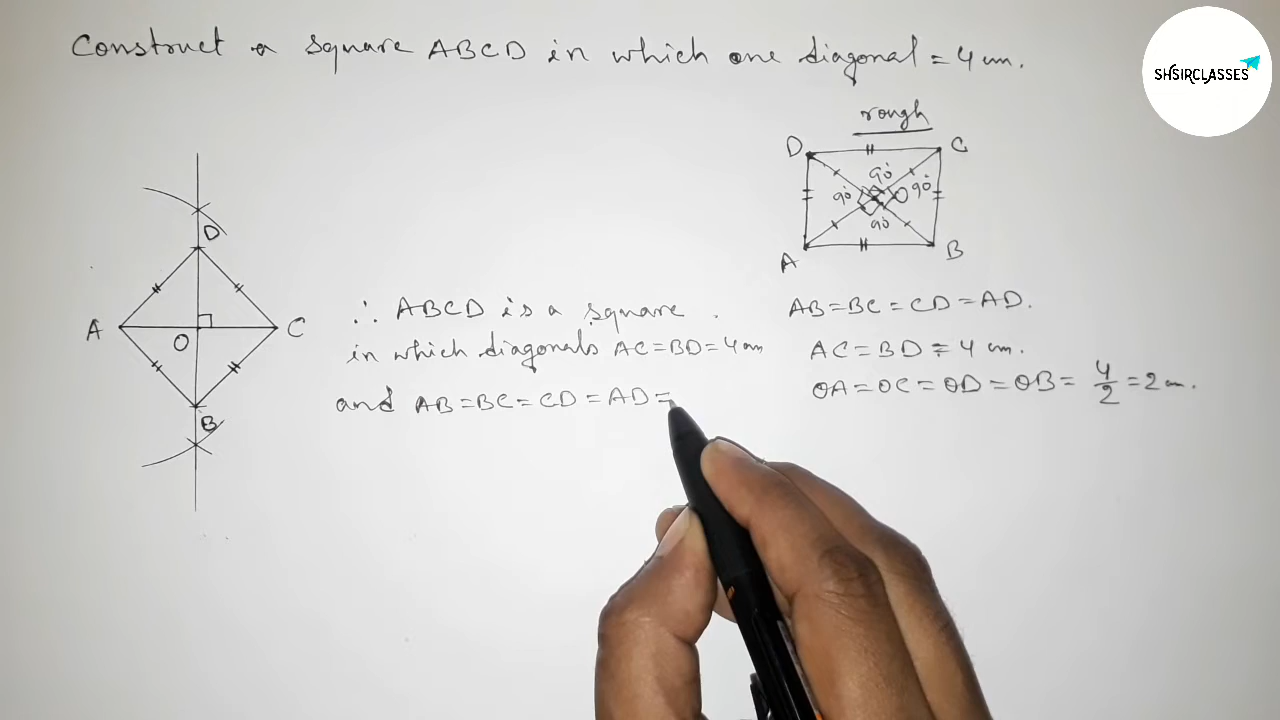 Construct a square ABCD in which one diagonal = 4 cm.
SHSIRCLASSES
rough
D C
90°
90° O 90°
90°
A B
D
A O C
B
∴ ABCD is a square.
in which diagonals AC=BD=4cm
and AB=BC=CD=AD=
AB=BC=CD=AD.
AC=BD=4 cm.
OA=OC=OD=OB= 4/2 =2 cm.